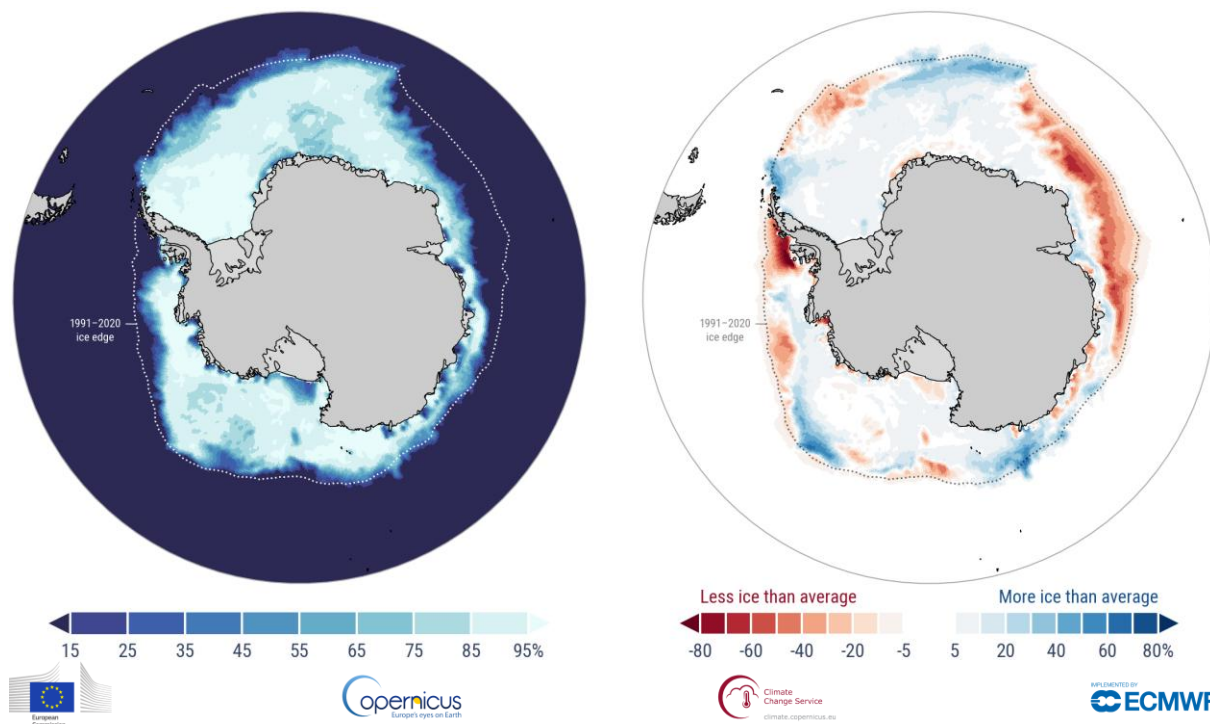 1991–2020
ice edge
15 25 35 45 55 65 75 85 95%
1991–2020
ice edge
Less ice than average
More ice than average
-80 -60 -40 -20 -5 5 20 40 60 80%
European
opernicus
Europe's eyes on Earth
Climate
Change Service
climate.copernicus.eu
IMPLEMENTED BY
ECMWF